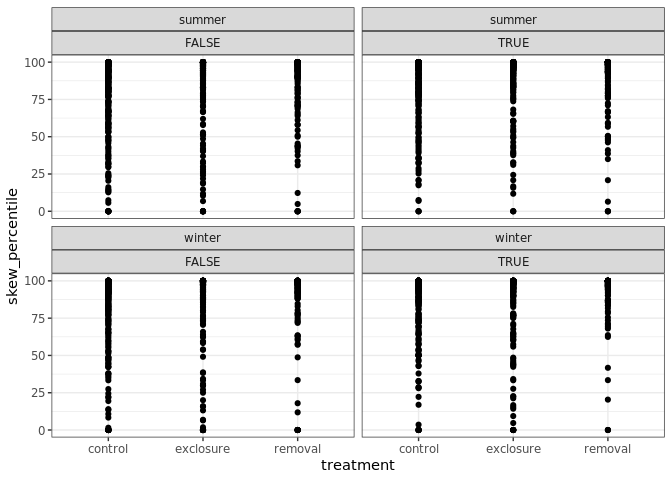 summer summer
FALSE TRUE
100
75
50
25
0
winter winter
FALSE TRUE
100
75
50
25
0
control exclosure removal control exclosure removal
treatment
skew_percentile